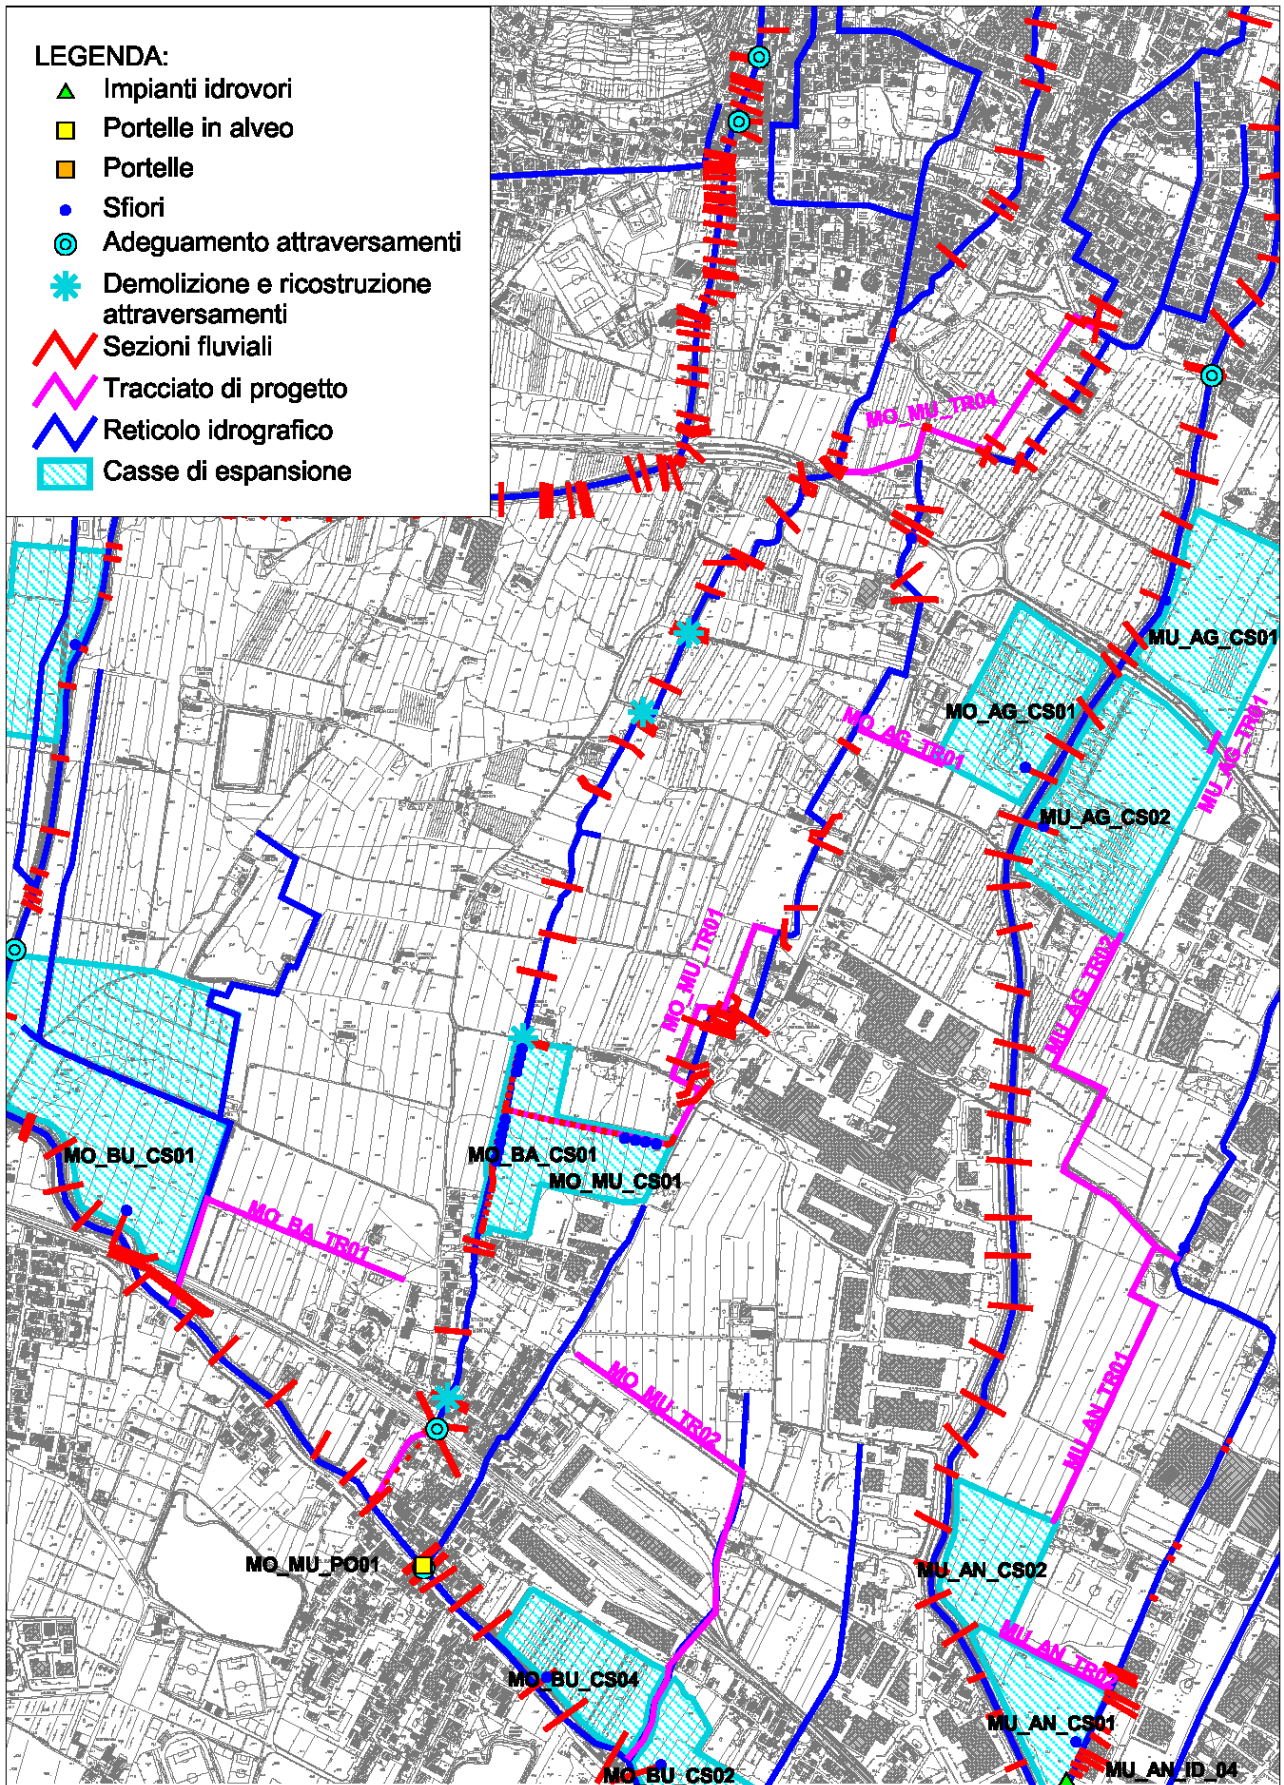 LEGENDA:
Impianti idrovori
Portelle in alveo
Portelle
Sfiori
Adeguamento attraversamenti
Demolizione e ricostruzione
attraversamenti
Sezioni fluviali
Tracciato di progetto
Reticolo idrografico
Casse di espansione
MO_MU_TR04
MU_AG_CS01
MO_AG_CS01
MO_AG_TR01
MU_AG_TR01
MU_AG_CS02
MO_MU_TR01
MU_AG_TR02
MO_BU_CS01
MO_BA_CS01
MO_MU_CS01
MO_BA_TR01
MO_MU_TR02
MU_AN_TR01
MO_MU_PO01
MU_AN_CS02
MU_AN_TR02
MO_BU_CS04
MU_AN_CS01
MO_BU_CS02
MU_AN_ID_04